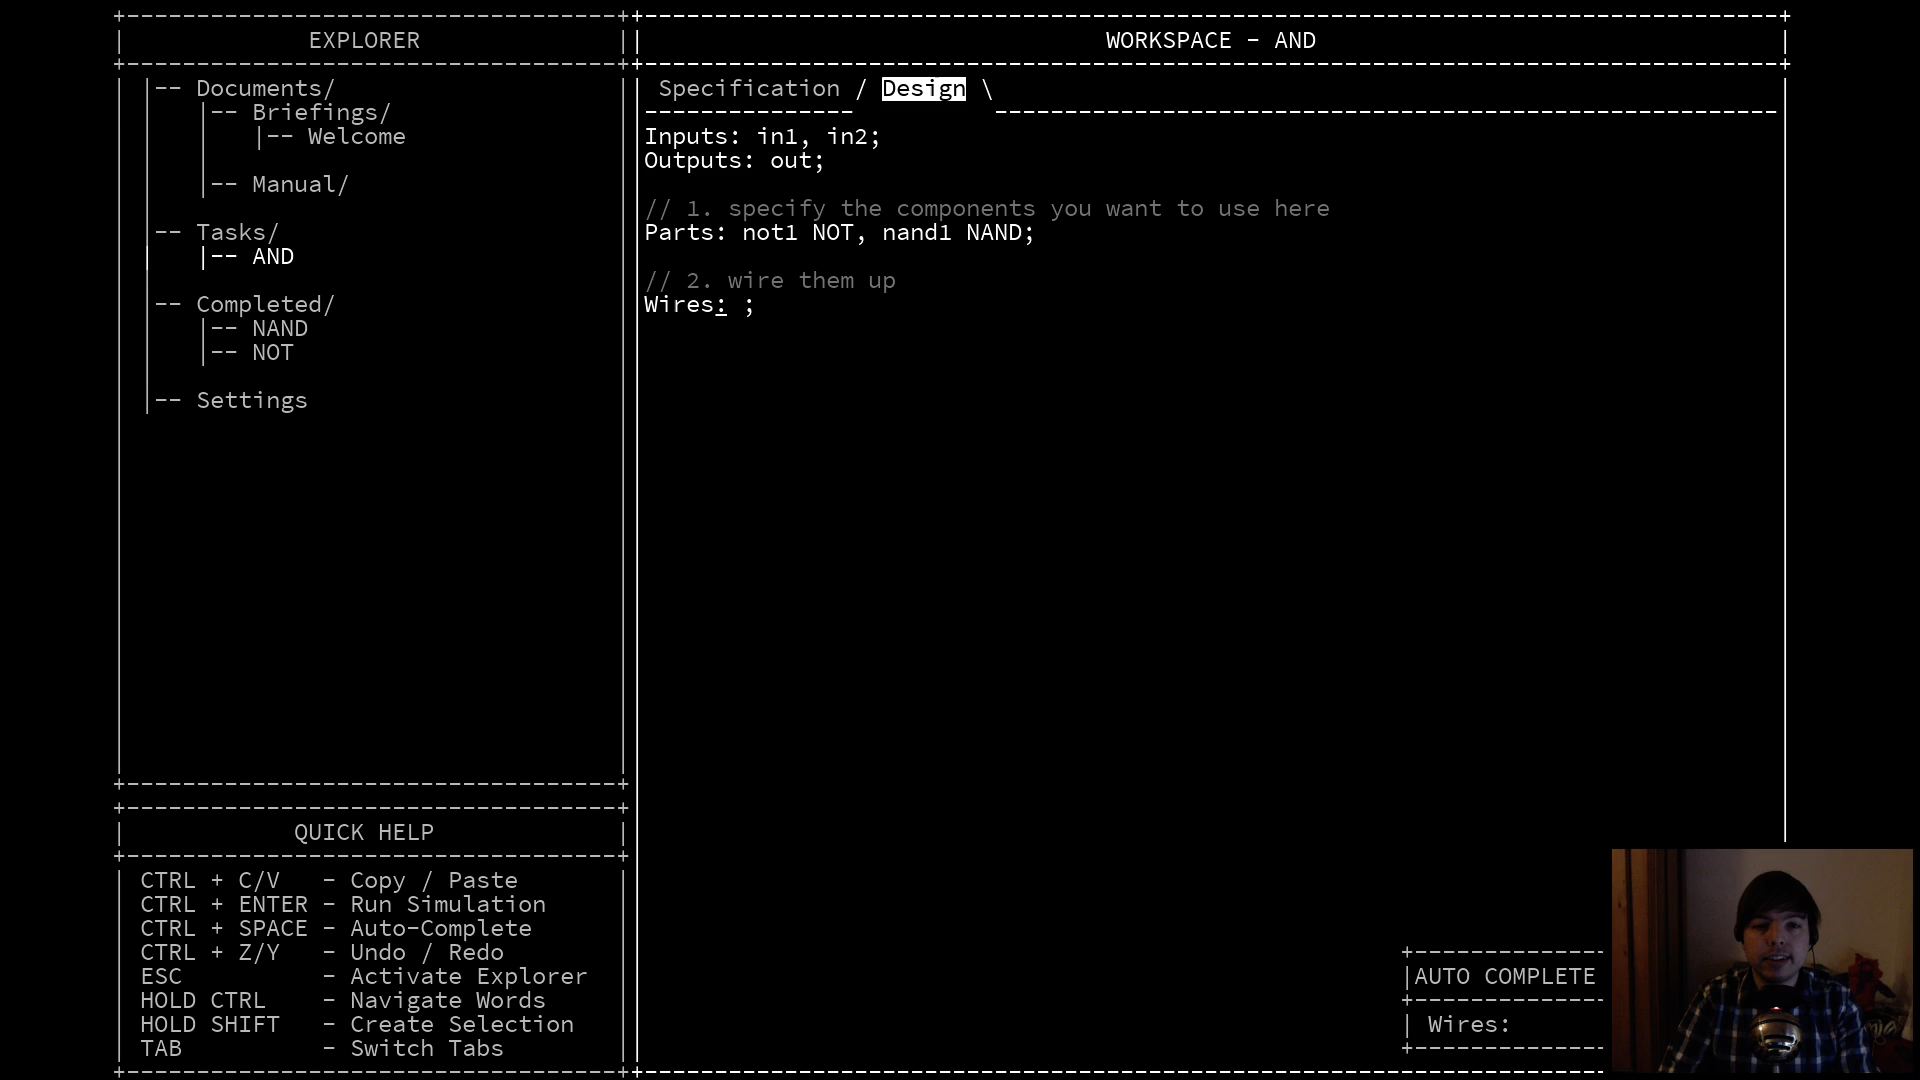 EXPLORER
|-- Documents/
|-- Briefings/
|-- Welcome
|-- Manual/
|-- Tasks/
|-- AND
|-- Completed/
|-- NAND
|-- NOT
|-- Settings
QUICK HELP
CTRL + C/V - Copy / Paste
CTRL + ENTER - Run Simulation
CTRL + SPACE - Auto-Complete
CTRL + Z/Y - Undo / Redo
ESC - Activate Explorer
HOLD CTRL - Navigate Words
HOLD SHIFT - Create Selection
TAB - Switch Tabs
WORKSPACE - AND
Specification / Design \
Inputs: in1, in2;
Outputs: out;
// 1. specify the components you want to use here
Parts: not1 NOT, nand1 NAND;
// 2. wire them up
Wires: ;
AUTO COMPLETE
Wires: